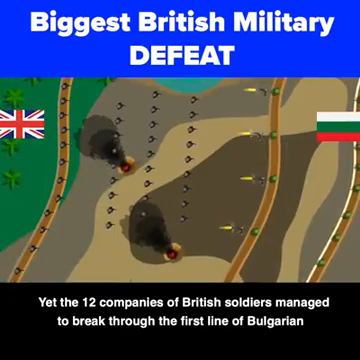 Biggest British Military
DEFEAT
Yet the 12 companies of British soldiers managed
to break through the first line of Bulgarian